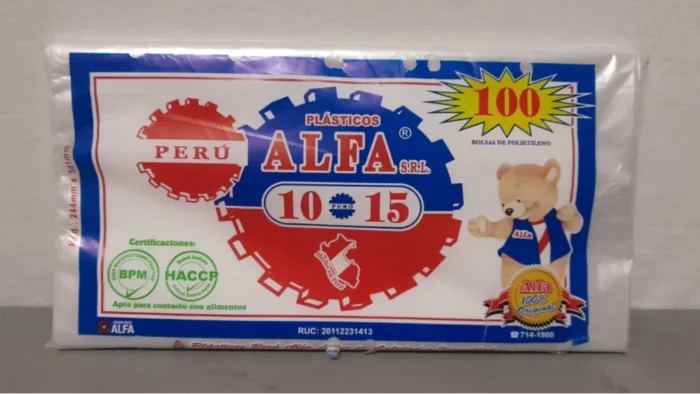 100
BOLSAS DE POLIETILENO
PLÁSTICOS
ALFA®
S.R.L.
PERÚ
10 PERÚ 15
Alfa
Certificaciones:
BPM
HACCP
Apto para contacto con alimentos
ALFA
RUC: 20112231413
Alfa
100%
Original
☎714-1980